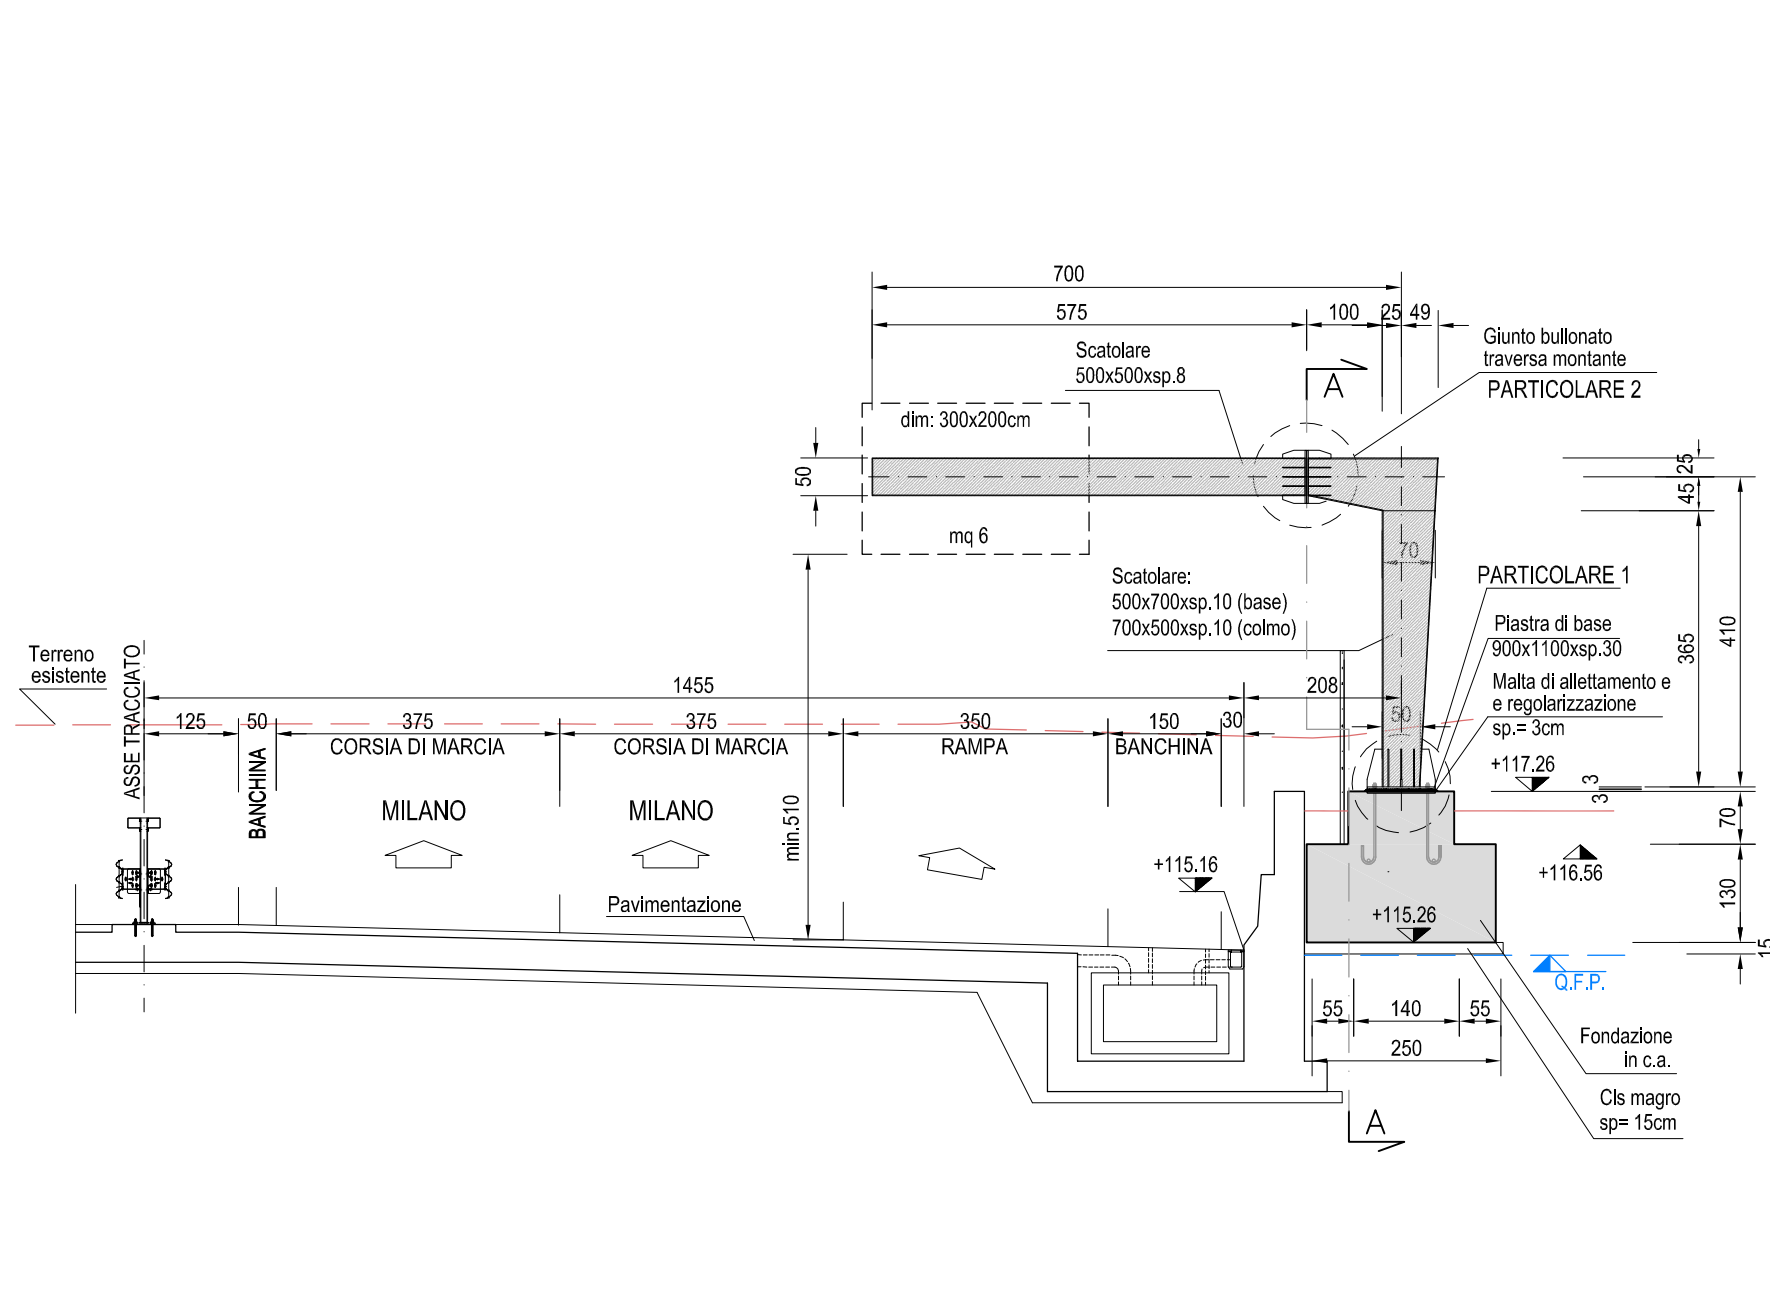 700
575
100
25
49
Scatolare
500x500xsp.8
Giunto bullonato
traversa montante
PARTICOLARE 2
A
dim: 300x200cm
50
mq 6
25
45
70
Scatolare:
500x700xsp.10 (base)
700x500xsp.10 (colmo)
PARTICOLARE 1
Piastra di base
900x1100xsp.30
Malta di allettamento e
e regolarizzazione
sp.= 3cm
365
410
Terreno
esistente
ASSE TRACCIATO
1455
208
125
50
375
375
350
150
30
50
BANCHINA
CORSIA DI MARCIA
CORSIA DI MARCIA
RAMPA
BANCHINA
+117.26
3
3
MILANO
MILANO
min.510
70
+115.16
+116.56
Pavimentazione
+115.26
130
15
Q.F.P.
55
140
55
250
Fondazione
in c.a.
Cls magro
sp= 15cm
A